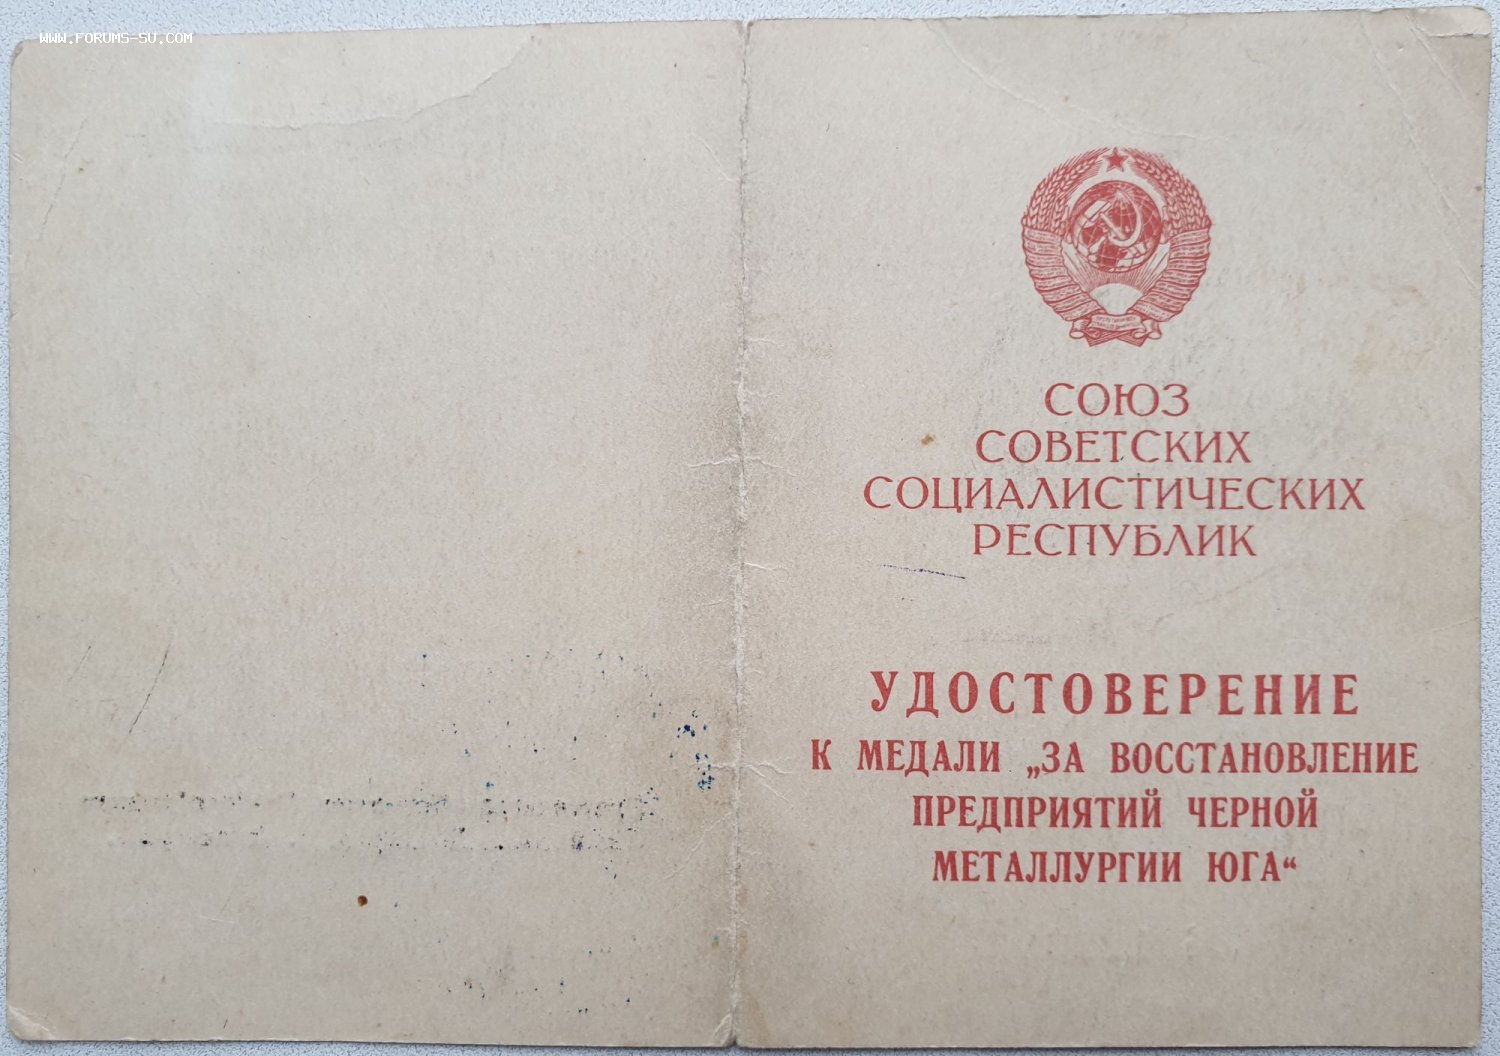 WWW.FORUMS-SU.COM
СОЮЗ
СОВЕТСКИХ
СОЦИАЛИСТИЧЕСКИХ
РЕСПУБЛИК
УДОСТОВЕРЕНИЕ
К МЕДАЛИ „ЗА ВОССТАНОВЛЕНИЕ
ПРЕДПРИЯТИЙ ЧЕРНОЙ
МЕТАЛЛУРГИИ ЮГА“